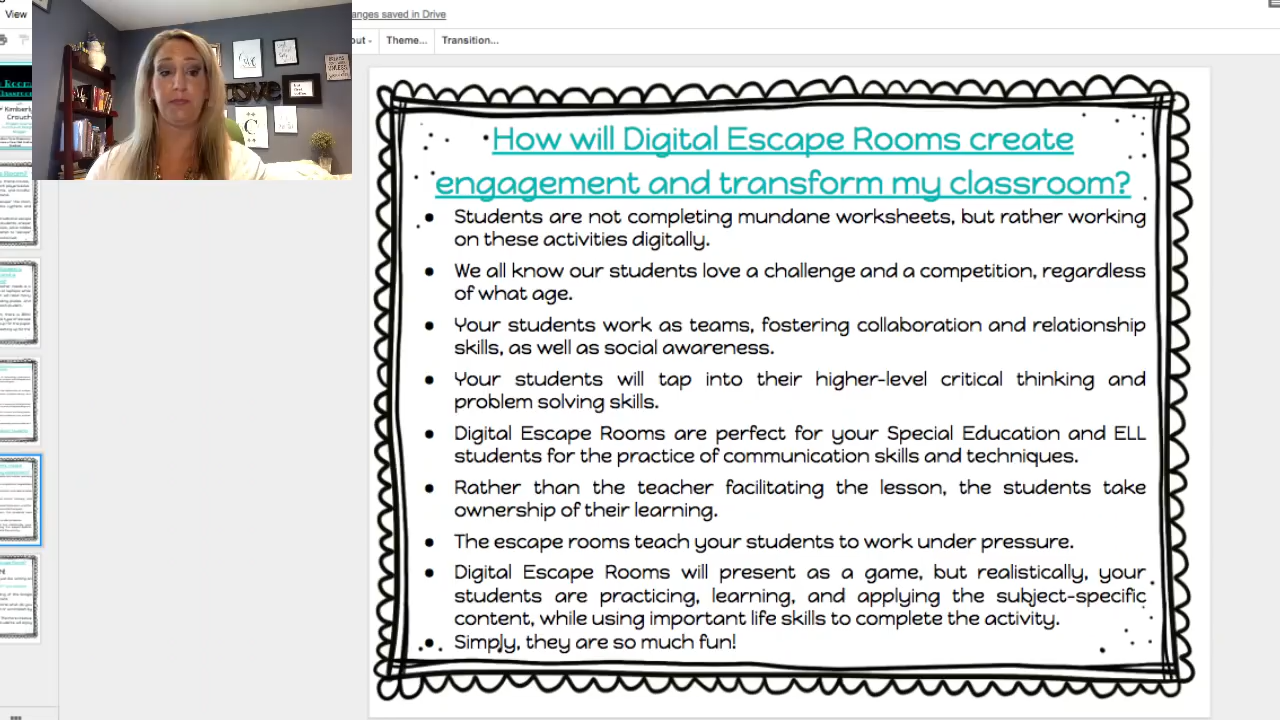 View
anges saved in Drive
out
Theme...
Transition...
How will Digital Escape Rooms create
engagement and transform my classroom?
Students are not completing mundane worksheets, but rather working
on these activities digitally.
We all know our students love a challenge and a competition, regardless
of what age.
Your students work as teams, fostering collaboration and relationship
skills, as well as social awareness.
Your students will tap into their higher-level critical thinking and
problem solving skills.
Digital Escape Rooms are perfect for your Special Education and ELL
students for the practice of communication skills and techniques.
Rather than the teacher facilitating the lesson, the students take
ownership of their learning.
The escape rooms teach your students to work under pressure.
Digital Escape Rooms will present as a game, but realistically, your
students are practicing, learning, and applying the subject-specific
content, while using important life skills to complete the activity.
Simply, they are so much fun!
Kimberly
Crouch